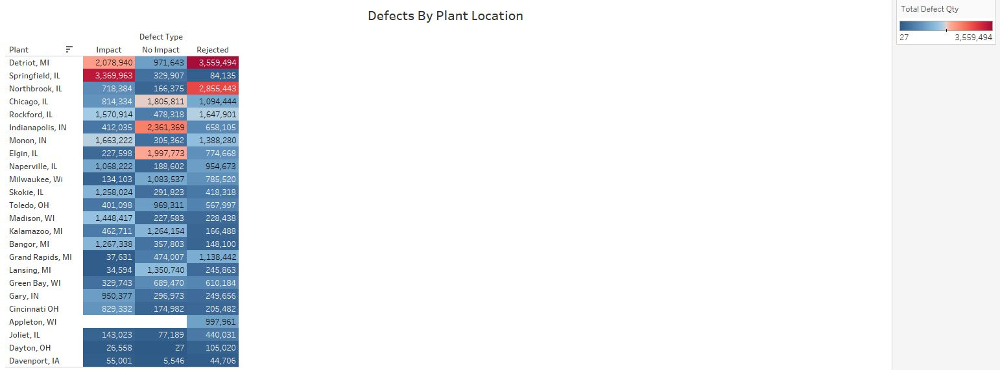 Defects By Plant Location
Total Defect Qty
27 3,559,494
Defect Type
Plant Impact No Impact Rejected
Detriot, MI 2,078,940 971,643 3,559,494
Springfield, IL 3,369,963 329,907 84,135
Northbrook, IL 718,384 166,375 2,855,443
Chicago, IL 814,334 1,805,811 1,094,444
Rockford, IL 1,570,914 478,318 1,647,901
Indianapolis, IN 412,035 2,361,369 658,105
Monon, IN 1,663,222 305,362 1,388,280
Elgin, IL 227,598 1,997,773 774,668
Naperville, IL 1,068,222 188,602 954,673
Milwaukee, Wi 134,103 1,083,537 785,520
Skokie, IL 1,258,024 291,823 418,318
Toledo, OH 401,098 969,311 567,997
Madison, WI 1,448,417 227,583 228,438
Kalamazoo, MI 462,711 1,264,154 166,488
Bangor, MI 1,267,338 357,803 148,100
Grand Rapids, MI 37,631 474,007 1,138,442
Lansing, MI 34,594 1,350,740 245,863
Green Bay, WI 329,743 689,470 610,184
Gary, IN 950,377 296,973 249,656
Cincinnati OH 829,332 174,982 205,482
Appleton, WI 997,961
Joliet, IL 143,023 77,189 440,031
Dayton, OH 26,558 27 105,020
Davenport, IA 55,001 5,546 44,706